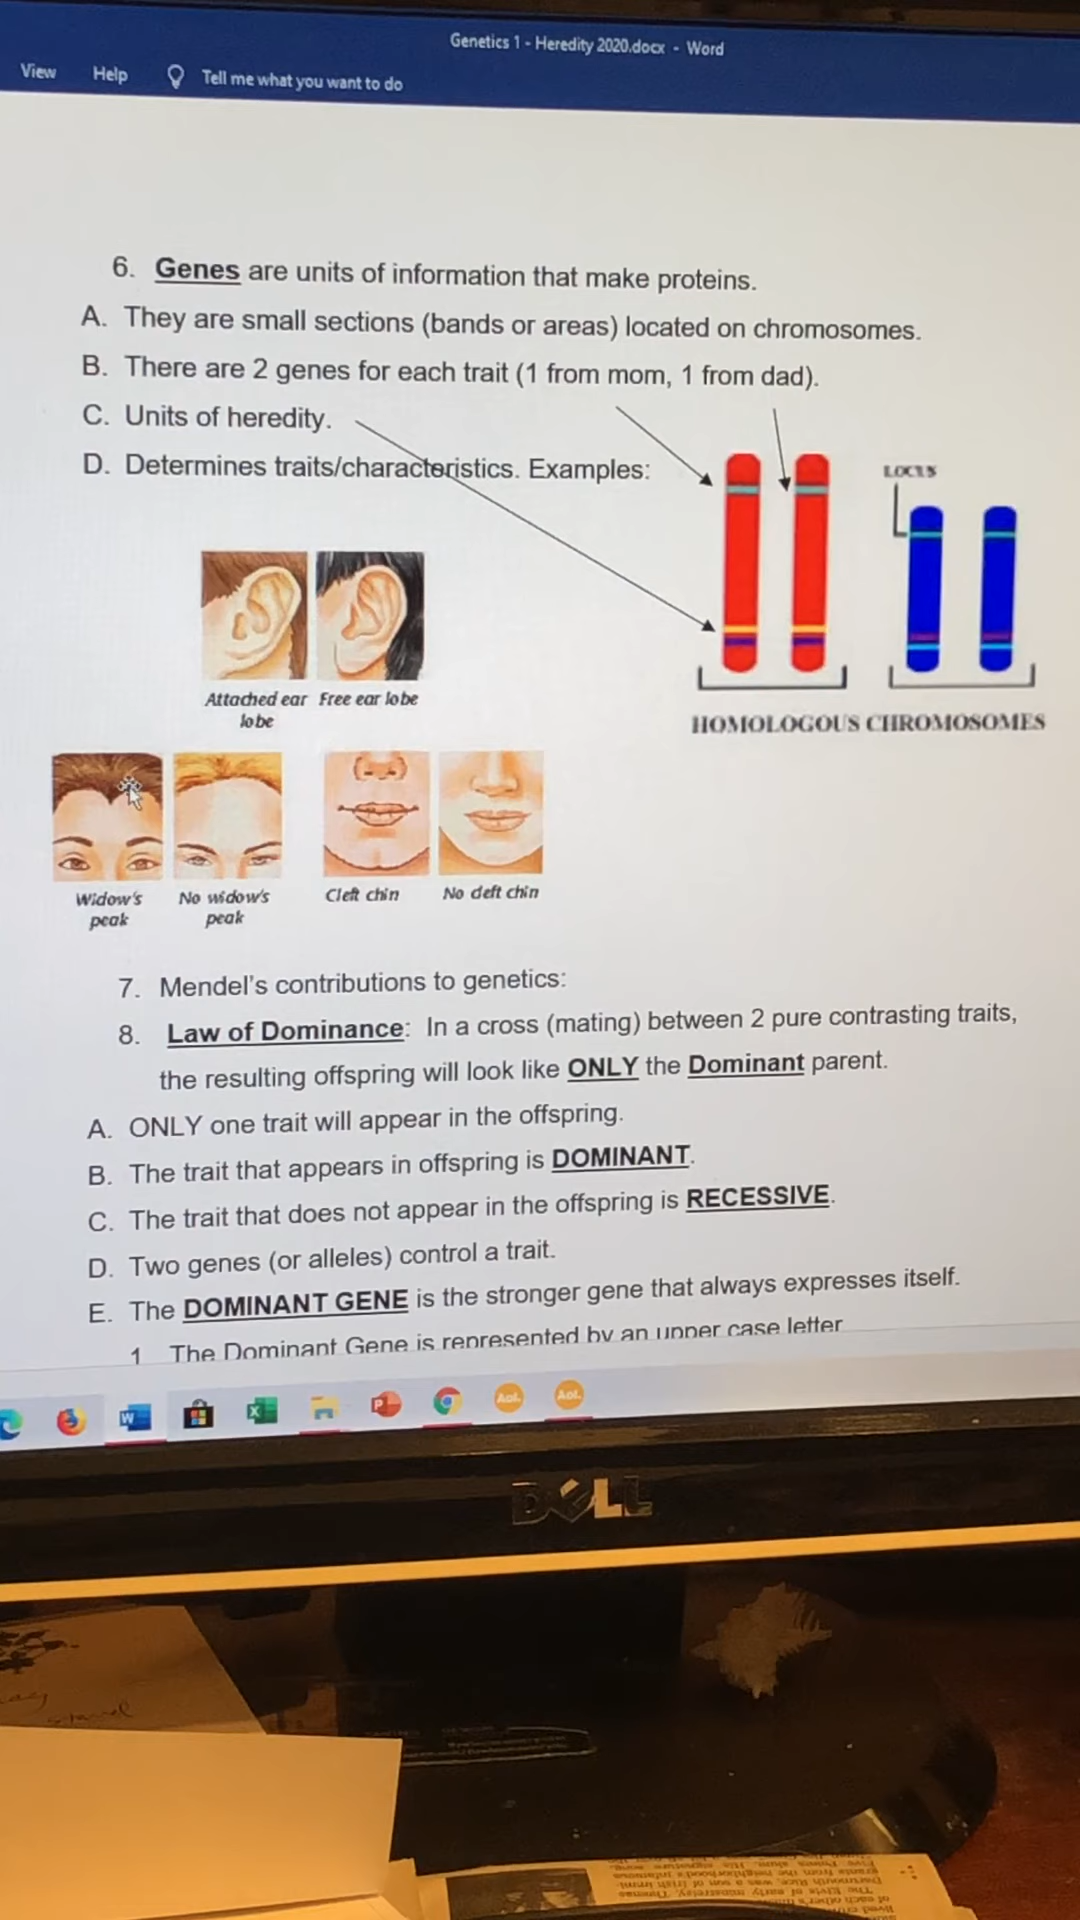 Genetics 1 - Heredity 2020.docx - Word
View Help Tell me what you want to do
6. Genes are units of information that make proteins.
A. They are small sections (bands or areas) located on chromosomes.
B. There are 2 genes for each trait (1 from mom, 1 from dad).
C. Units of heredity.
D. Determines traits/characteristics. Examples:
LOCUS
Attached ear lobe
Free ear lobe
HOMOLOGOUS CHROMOSOMES
Widow's peak
No widow's peak
Cleft chin
No cleft chin
7. Mendel's contributions to genetics:
8. Law of Dominance: In a cross (mating) between 2 pure contrasting traits,
the resulting offspring will look like ONLY the Dominant parent.
A. ONLY one trait will appear in the offspring.
B. The trait that appears in offspring is DOMINANT.
C. The trait that does not appear in the offspring is RECESSIVE.
D. Two genes (or alleles) control a trait.
E. The DOMINANT GENE is the stronger gene that always expresses itself.
1 The Dominant Gene is represented by an upper case letter
Aol. Aol.
DELL